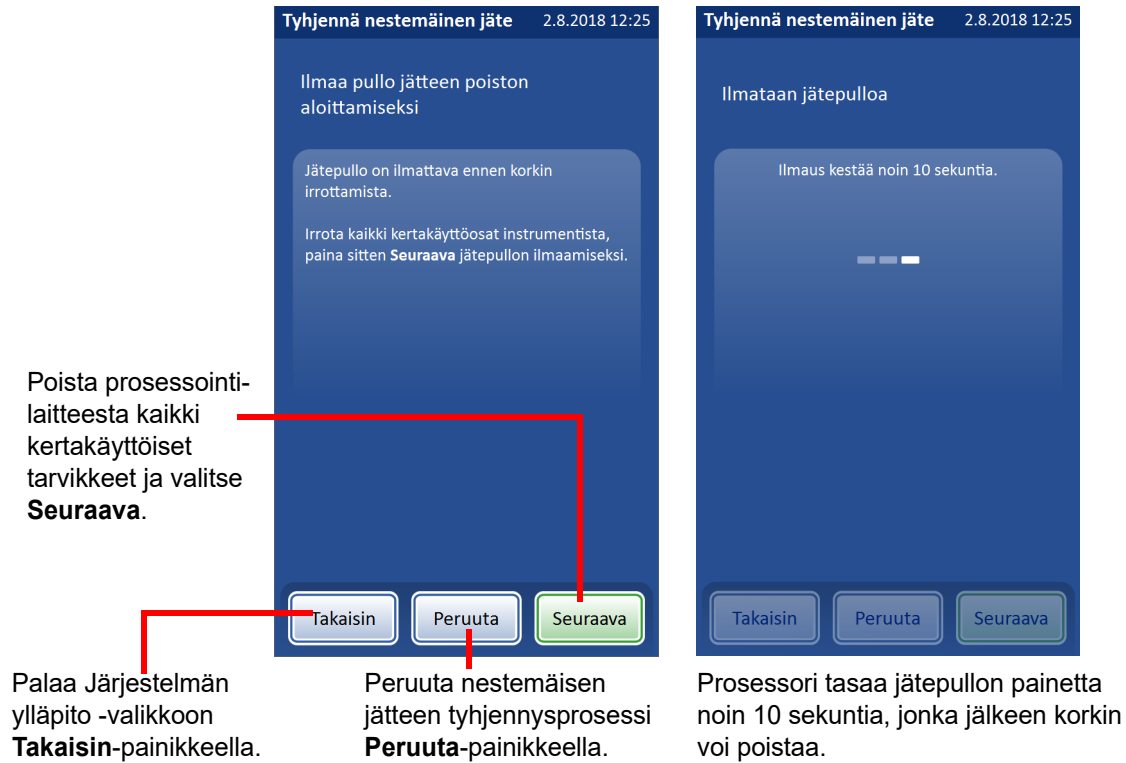 Tyhjennä nestemäinen jäte 2.8.2018 12:25
Ilmaa pullo jätteen poiston
aloittamiseksi
Jätepullo on ilmattava ennen korkin
irrottamista.
Irrota kaikki kertakäyttöosat instrumentista,
paina sitten Seuraava jätepullon ilmaamiseksi.
Takaisin Peruuta Seuraava
Poista prosessointi-
laitteesta kaikki
kertakäyttöiset
tarvikkeet ja valitse
Seuraava.
Palaa Järjestelmän
ylläpito -valikkoon
Takaisin-painikkeella.
Peruuta nestemäisen
jätteen tyhjennysprosessi
Peruuta-painikkeella.
Tyhjennä nestemäinen jäte 2.8.2018 12:25
Ilmataan jätepulloa
Ilmaus kestää noin 10 sekuntia.
Takaisin Peruuta Seuraava
Prosessori tasaa jätepullon painetta
noin 10 sekuntia, jonka jälkeen korkin
voi poistaa.